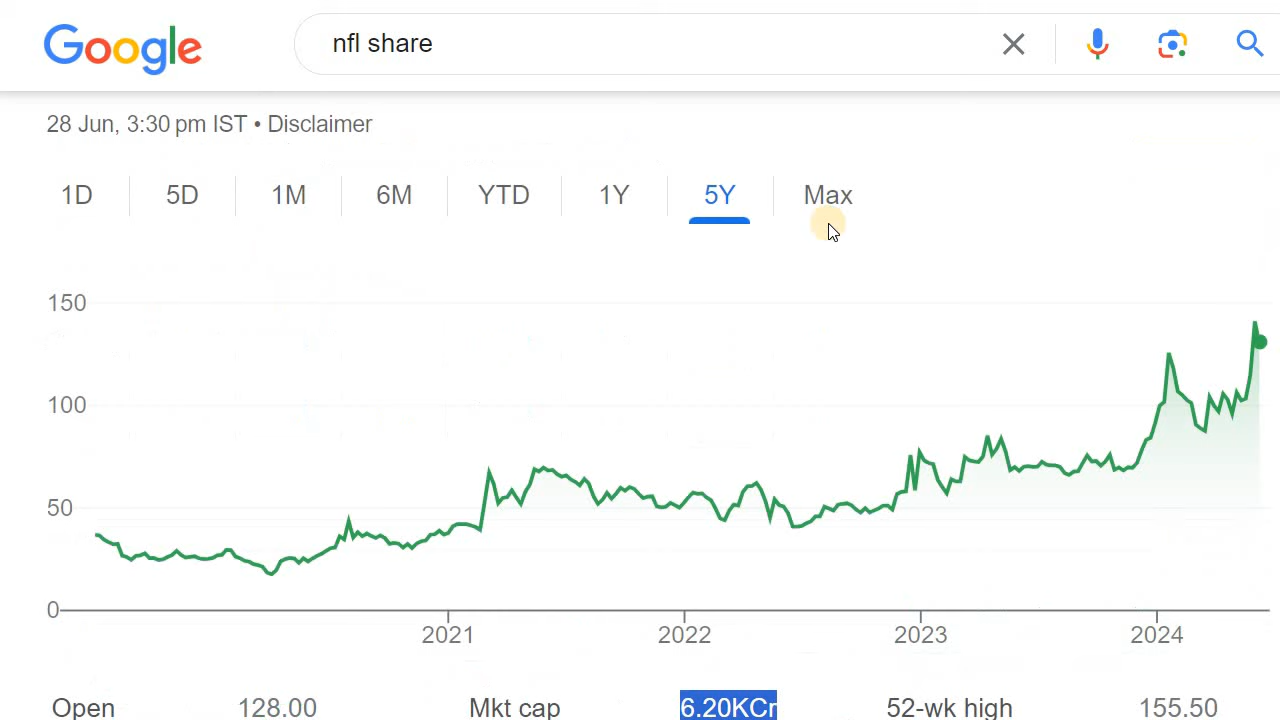 Google
nfl share
28 Jun, 3:30 pm IST • Disclaimer
1D 5D 1M 6M YTD 1Y 5Y Max
150
100
50
0
2021 2022 2023 2024
Open 128.00 Mkt cap 6.20KCr 52-wk high 155.50